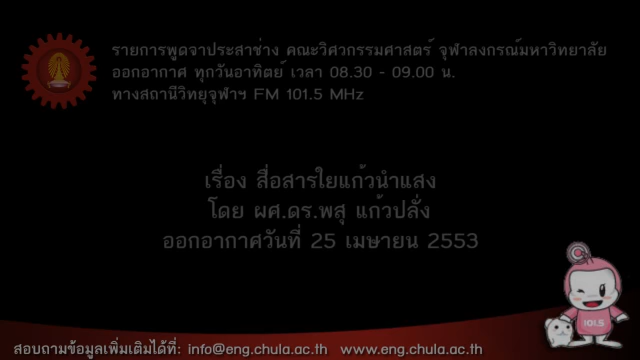 รายการพูดจาประสาช่าง คณะวิศวกรรมศาสตร์ จุฬาลงกรณ์มหาวิทยาลัย
ออกอากาศ ทุกวันอาทิตย์ เวลา 08.30 - 09.00 น.
ทางสถานีวิทยุจุฬาฯ FM 101.5 MHz
เรื่อง สื่อสารใยแก้วนำแสง
โดย ผศ.ดร.พสุ แก้วปลั่ง
ออกอากาศวันที่ 25 เมษายน 2553
101.5
สอบถามข้อมูลเพิ่มเติมได้ที่: info@eng.chula.ac.th www.eng.chula.ac.th